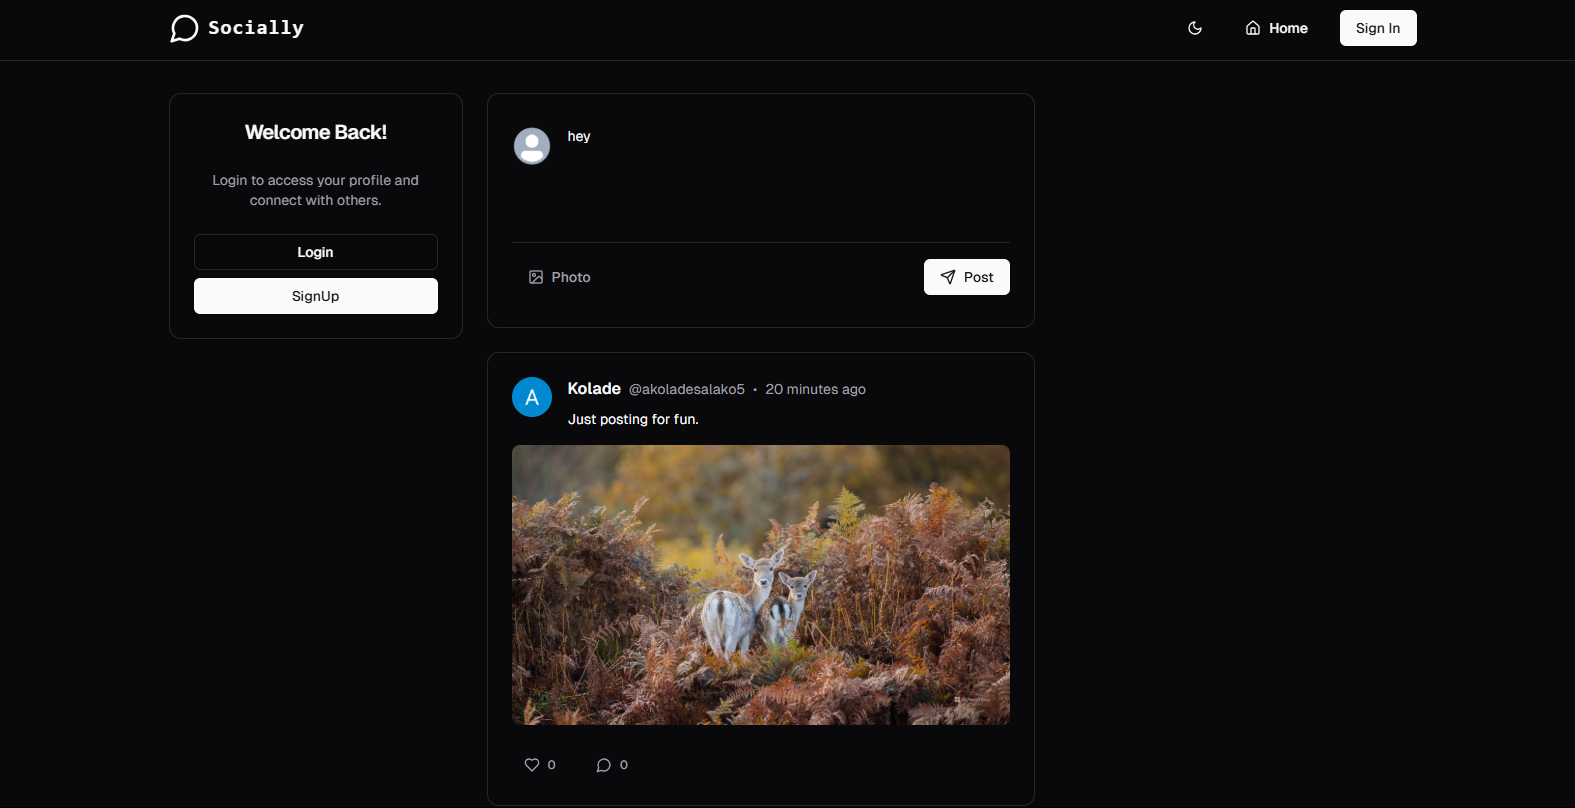 Socially
Home
Sign In
Welcome Back!
Login to access your profile and
connect with others.
Login
SignUp
hey
Photo
Post
A
Kolade @akoladesalako5 • 20 minutes ago
Just posting for fun.
0
0